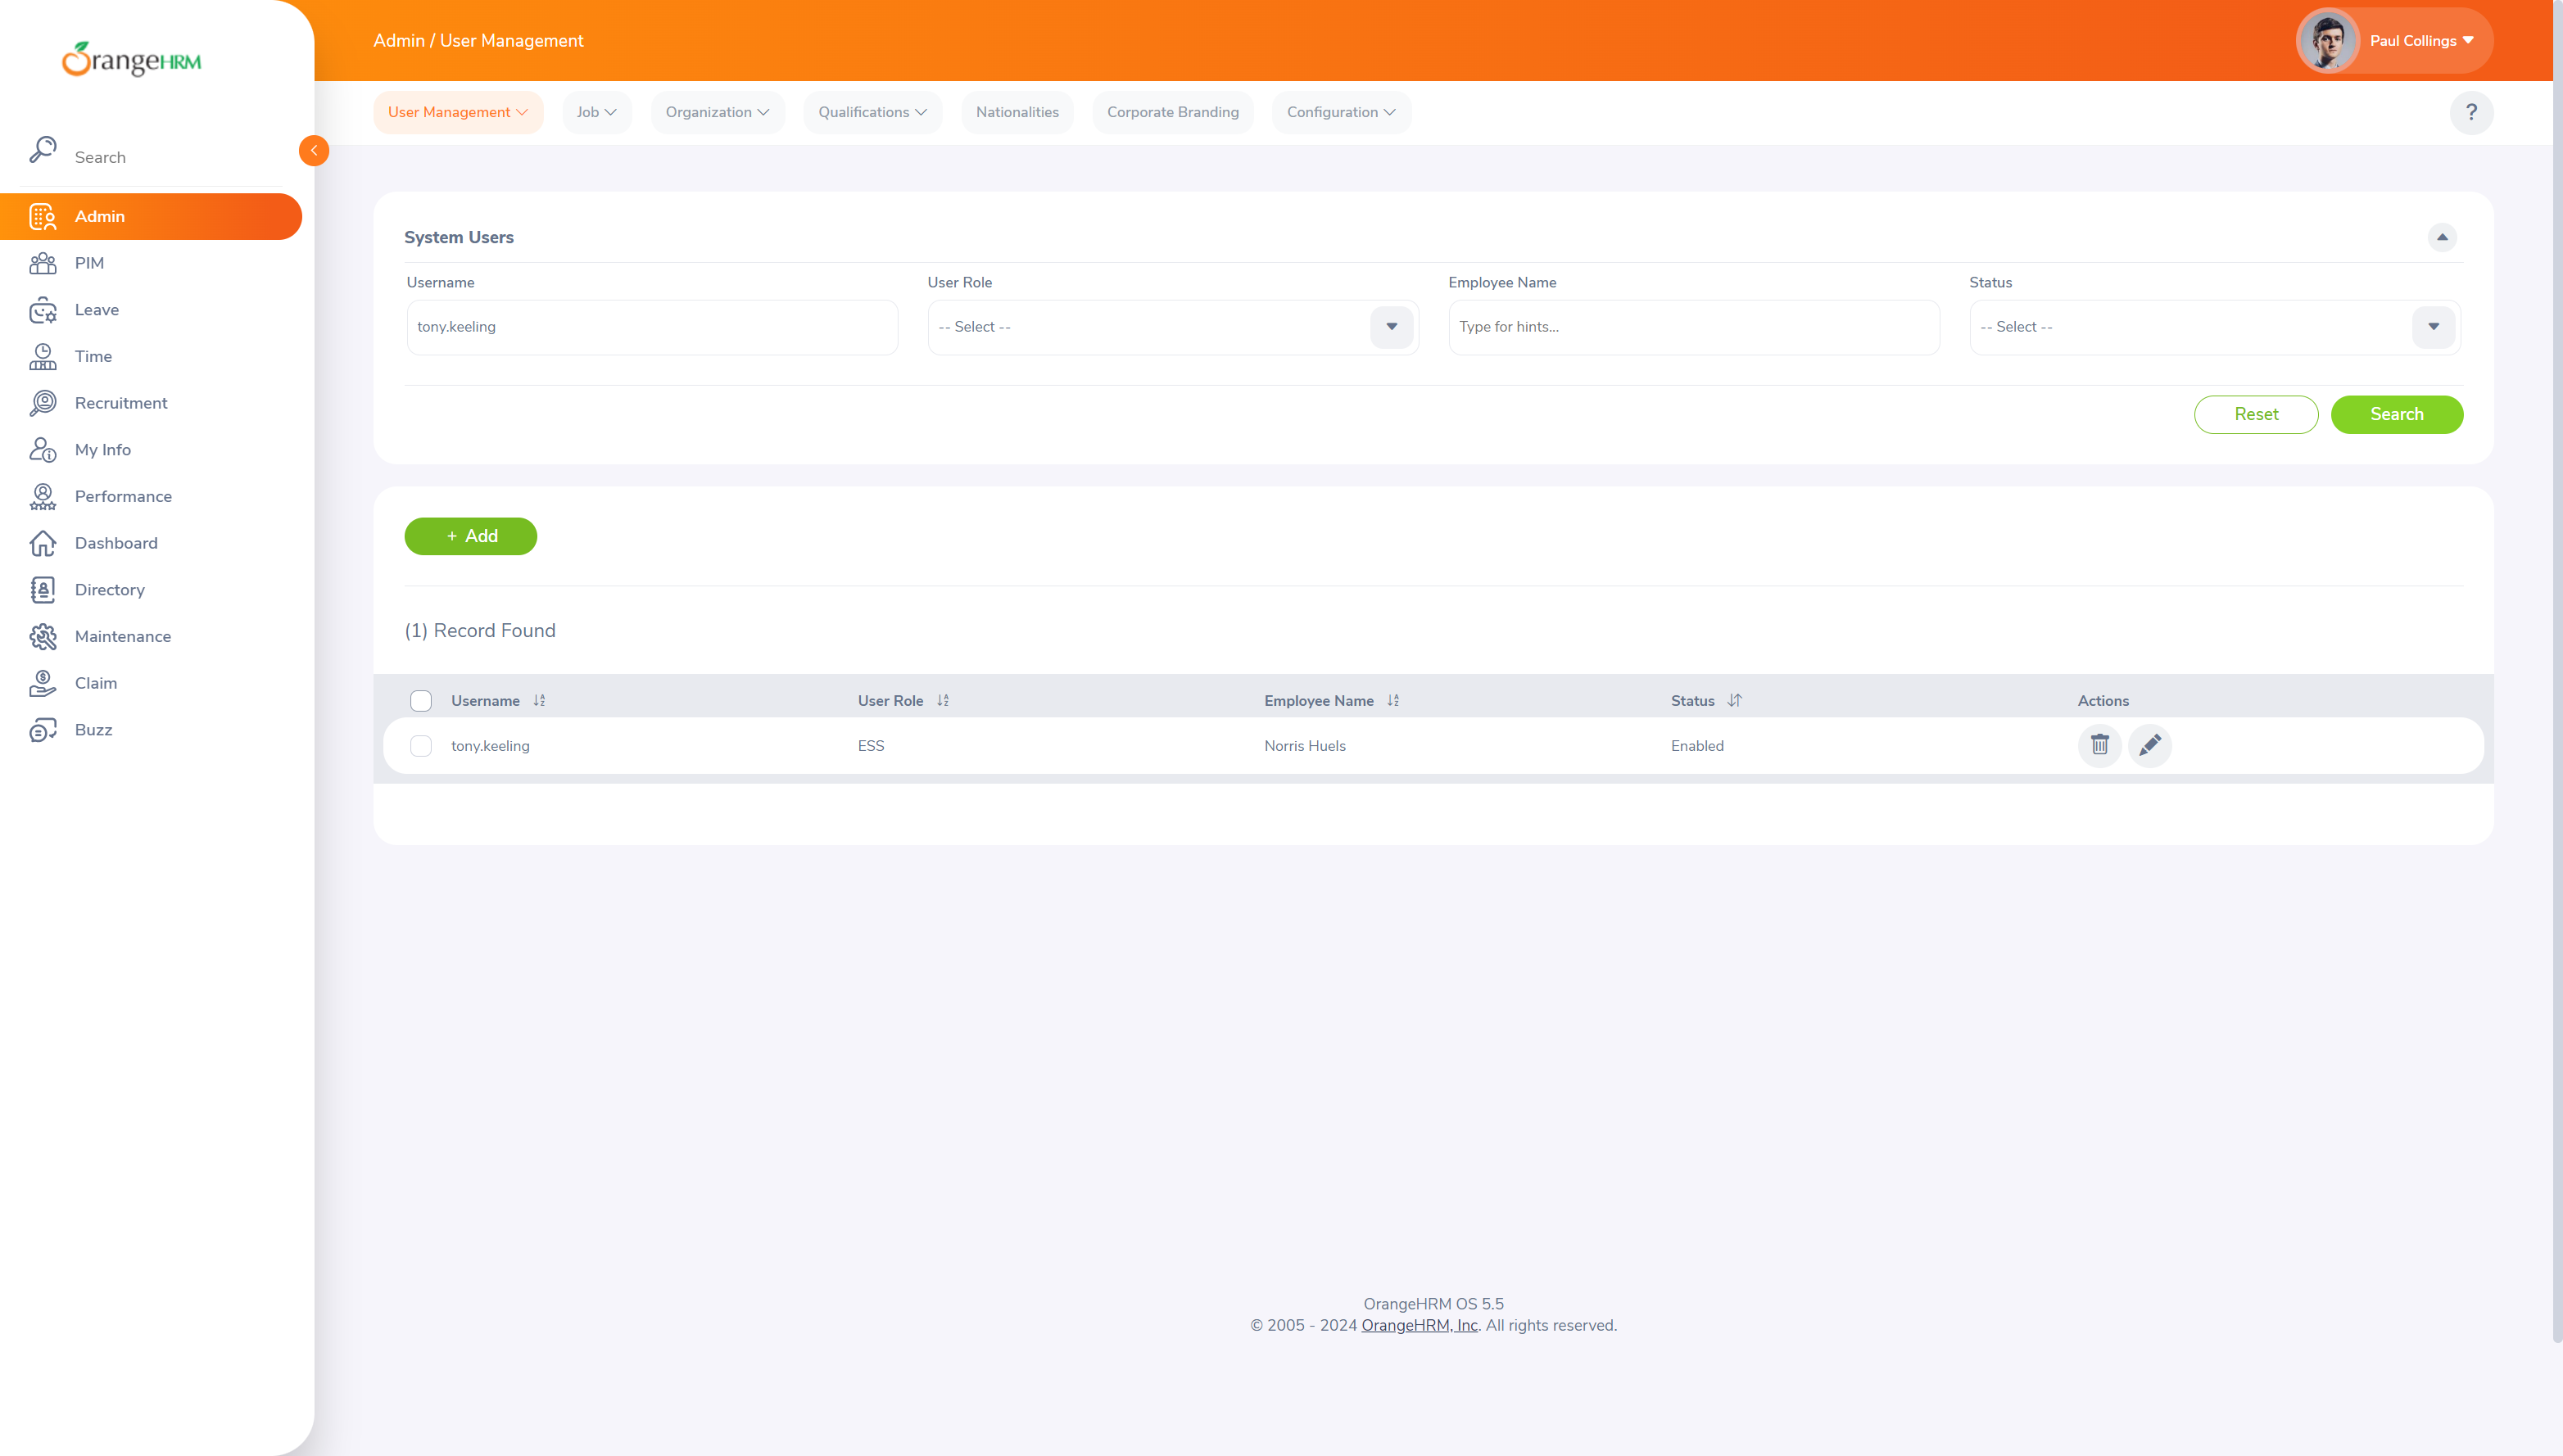 OrangeHRM
Search
Admin
PIM
Leave
Time
Recruitment
My Info
Performance
Dashboard
Directory
Maintenance
Claim
Buzz
Admin / User Management
Paul Collings
User Management
Job
Organization
Qualifications
Nationalities
Corporate Branding
Configuration
?
System Users
Username
User Role
Employee Name
Status
tony.keeling
-- Select --
Type for hints...
-- Select --
Reset
Search
+ Add
(1) Record Found
Username
User Role
Employee Name
Status
Actions
tony.keeling
ESS
Norris Huels
Enabled
OrangeHRM OS 5.5
© 2005 - 2024 OrangeHRM, Inc. All rights reserved.